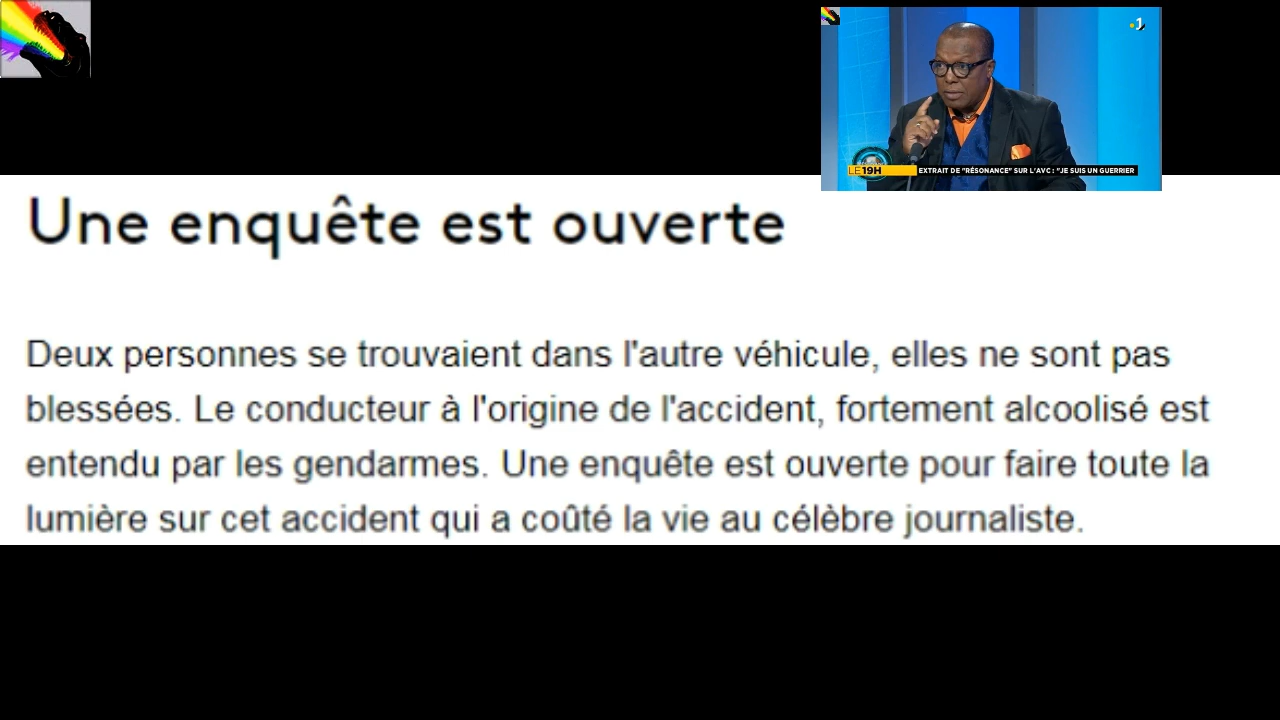 1
LE19H EXTRAIT DE "RÉSONANCE" SUR L'AVC : "JE SUIS UN GUERRIER
Une enquête est ouverte
Deux personnes se trouvaient dans l'autre véhicule, elles ne sont pas
blessées. Le conducteur à l'origine de l'accident, fortement alcoolisé est
entendu par les gendarmes. Une enquête est ouverte pour faire toute la
lumière sur cet accident qui a coûté la vie au célèbre journaliste.